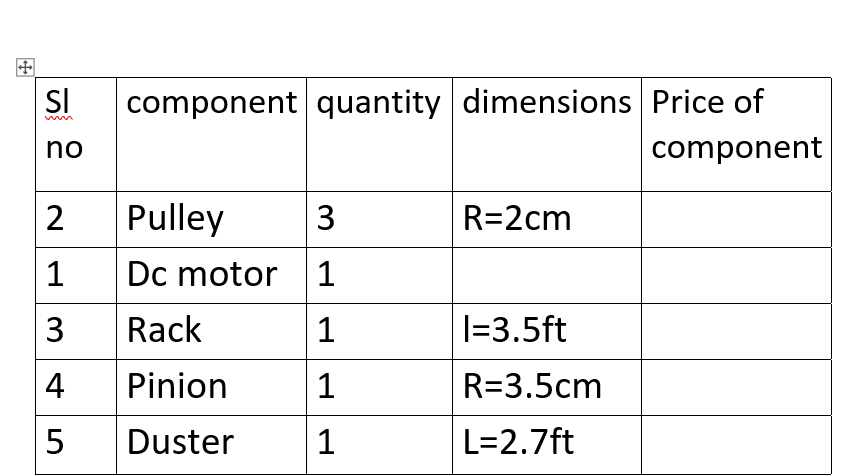 Sl no component quantity dimensions Price of component
2 Pulley 3 R=2cm
1 Dc motor 1
3 Rack 1 l=3.5ft
4 Pinion 1 R=3.5cm
5 Duster 1 L=2.7ft